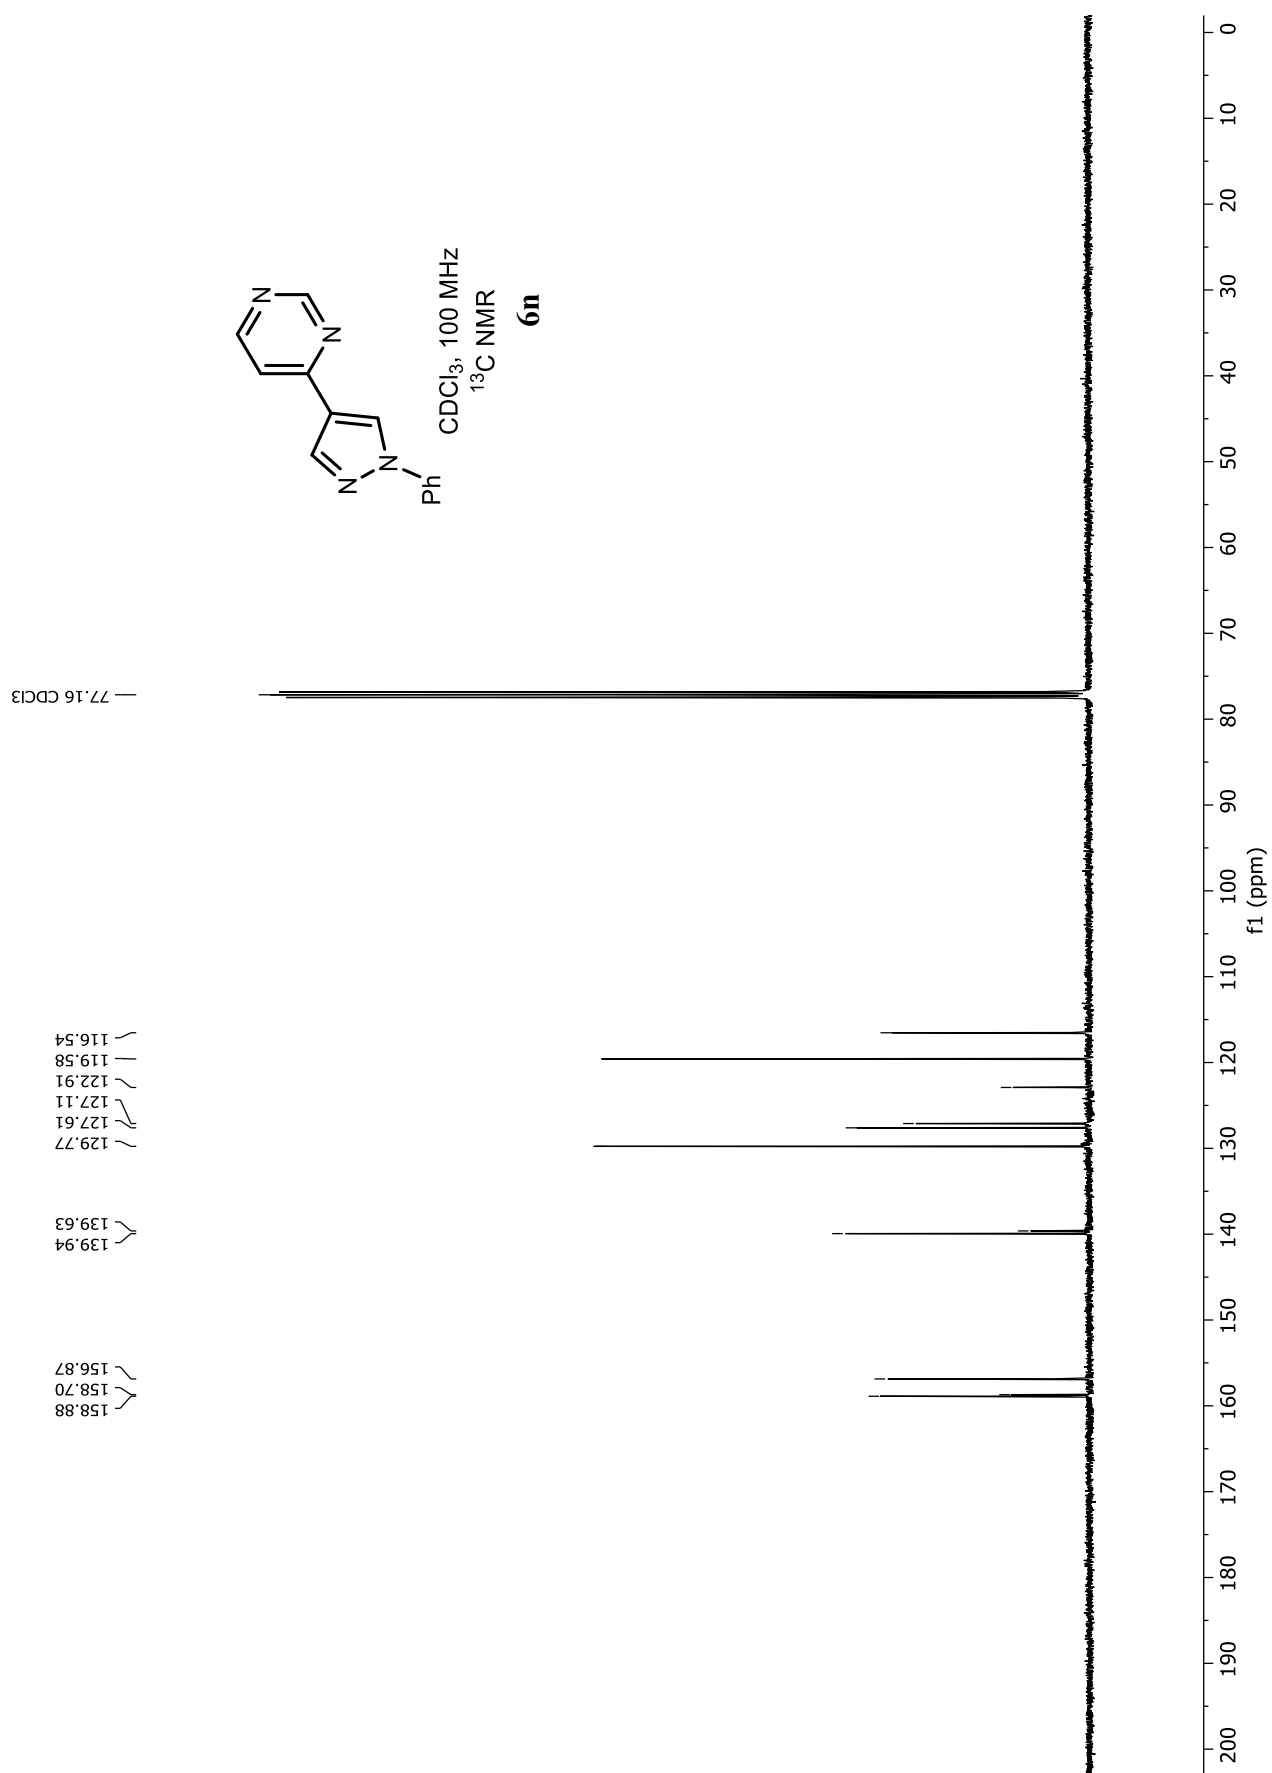 77.16 CDCl3
116.54
119.58
122.91
127.11
127.61
129.77
139.63
139.94
156.87
158.70
158.88
N
N
N
N
Ph
CDCl₃, 100 MHz
¹³C NMR
6n
200 190 180 170 160 150 140 130 120 110 100 90 80 70 60 50 40 30 20 10 0
f1 (ppm)